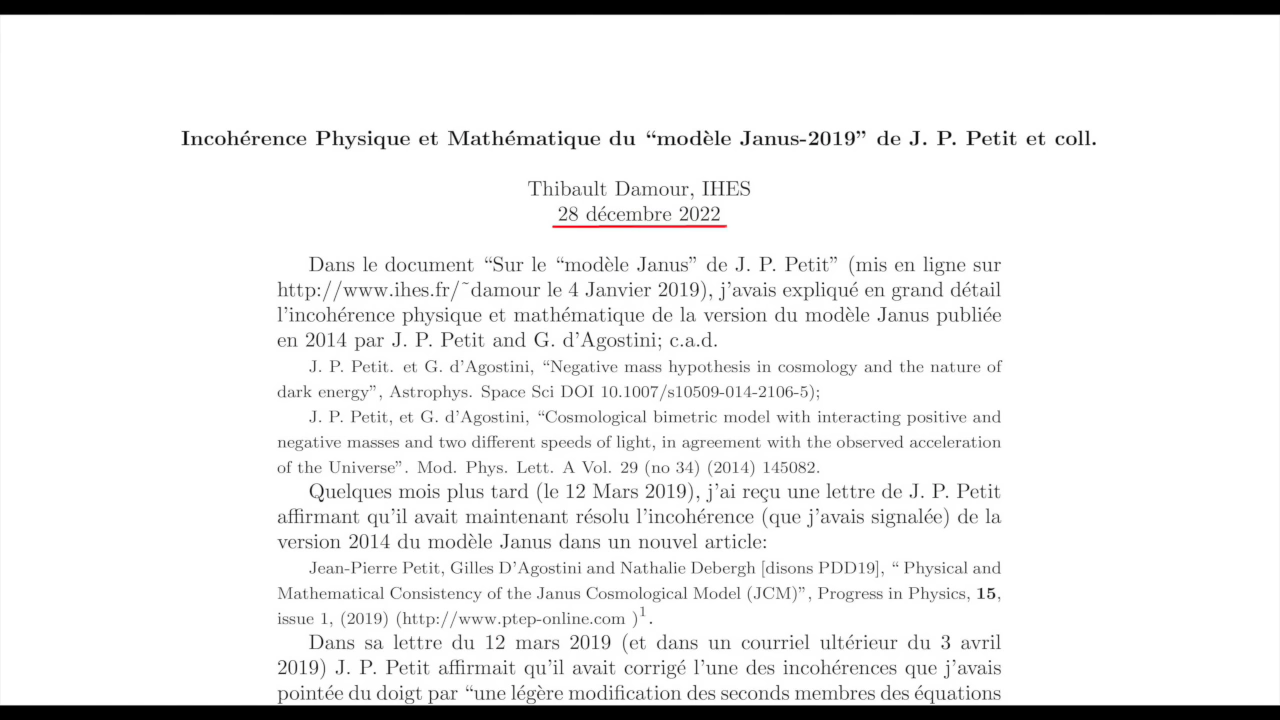 Incohérence Physique et Mathématique du “modèle Janus-2019” de J. P. Petit et coll.
Thibault Damour, IHES
28 décembre 2022
Dans le document “Sur le “modèle Janus” de J. P. Petit” (mis en ligne sur
http://www.ihes.fr/˜damour le 4 Janvier 2019), j’avais expliqué en grand détail
l’incohérence physique et mathématique de la version du modèle Janus publiée
en 2014 par J. P. Petit and G. d’Agostini; c.a.d.
J. P. Petit. et G. d’Agostini, “Negative mass hypothesis in cosmology and the nature of
dark energy”, Astrophys. Space Sci DOI 10.1007/s10509-014-2106-5);
J. P. Petit, et G. d’Agostini, “Cosmological bimetric model with interacting positive and
negative masses and two different speeds of light, in agreement with the observed acceleration
of the Universe”. Mod. Phys. Lett. A Vol. 29 (no 34) (2014) 145082.
Quelques mois plus tard (le 12 Mars 2019), j’ai reçu une lettre de J. P. Petit
affirmant qu’il avait maintenant résolu l’incohérence (que j’avais signalée) de la
version 2014 du modèle Janus dans un nouvel article:
Jean-Pierre Petit, Gilles D’Agostini and Nathalie Debergh [disons PDD19], “ Physical and
Mathematical Consistency of the Janus Cosmological Model (JCM)”, Progress in Physics, 15,
issue 1, (2019) (http://www.ptep-online.com )1.
Dans sa lettre du 12 mars 2019 (et dans un courriel ultérieur du 3 avril
2019) J. P. Petit affirmait qu’il avait corrigé l’une des incohérences que j’avais
pointée du doigt par “une légère modification des seconds membres des équations